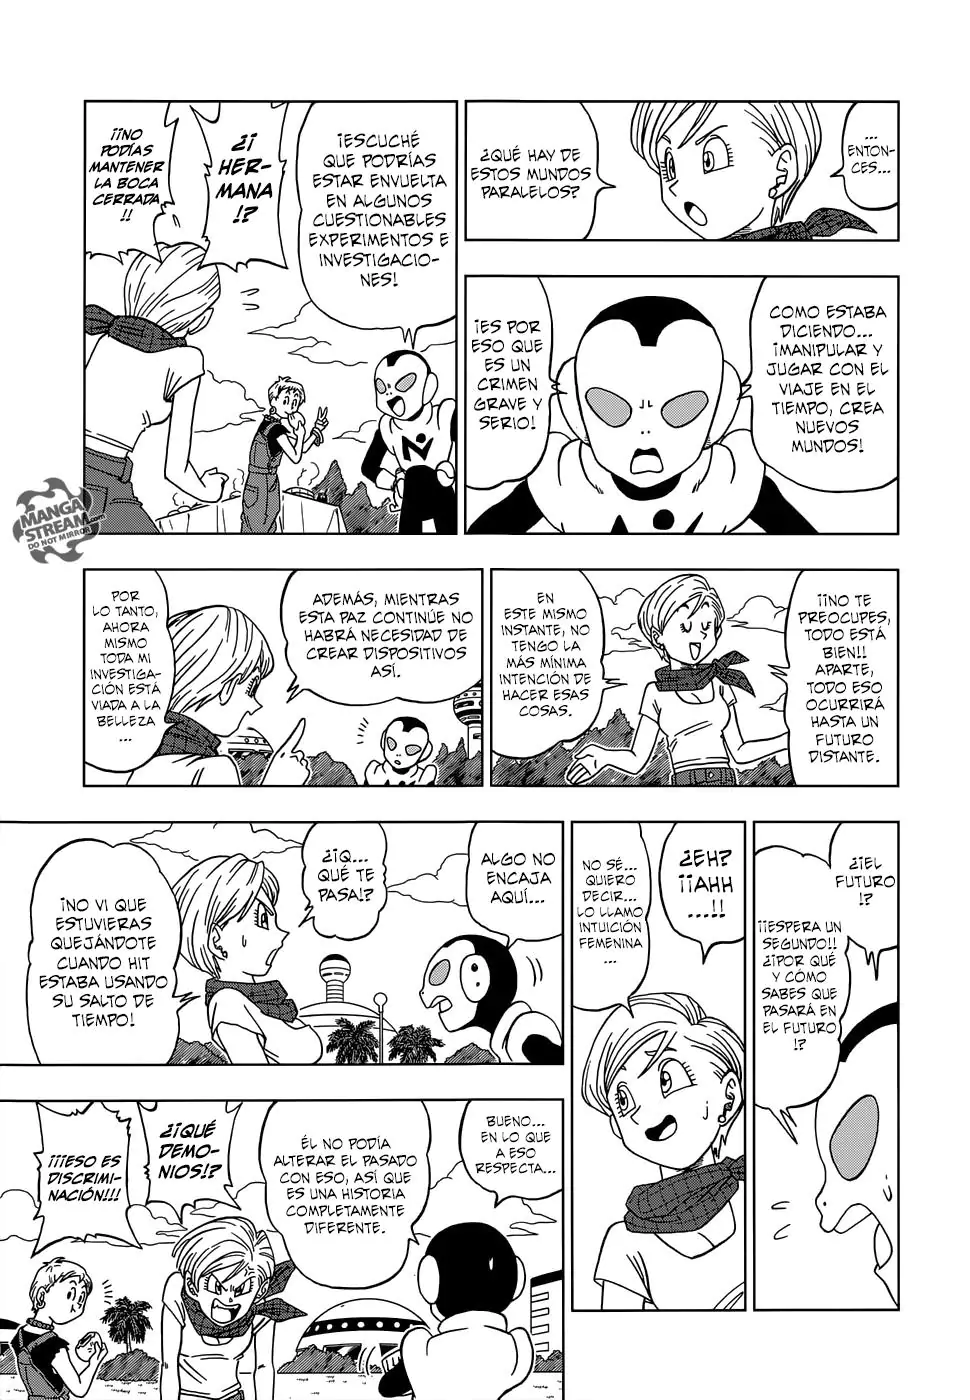 ...
ENTON-
CES...
¿QUÉ HAY DE
ESTOS MUNDOS
PARALELOS?
¡ESCUCHÉ
QUE PODRÍAS
ESTAR ENVUELTA
EN ALGUNOS
CUESTIONABLES
EXPERIMENTOS E
INVESTIGACIO-
NES!
¿¡
HER-
MANA
!?
¡¡NO
PODÍAS
MANTENER
LA BOCA
CERRADA
!!
COMO ESTABA
DICIENDO...
¡MANIPULAR Y
JUGAR CON EL
VIAJE EN EL
TIEMPO, CREA
NUEVOS
MUNDOS!
¡ES POR
ESO QUE
ES UN
CRIMEN
GRAVE Y
SERIO!
MANGA
STREAM.com
DO NOT MIRROR
¡¡NO TE
PREOCUPES,
TODO ESTÁ
BIEN!!
APARTE,
TODO ESO
OCURRIRÁ
HASTA UN
FUTURO
DISTANTE.
EN
ESTE MISMO
INSTANTE, NO
TENGO LA
MÁS MÍNIMA
INTENCIÓN DE
HACER ESAS
COSAS.
ADEMÁS, MIENTRAS
ESTA PAZ CONTINÚE NO
HABRÁ NECESIDAD DE
CREAR DISPOSITIVOS
ASÍ.
POR
LO TANTO,
AHORA
MISMO
TODA MI
INVESTIGA-
CIÓN ESTÁ
VIADA A LA
BELLEZA
...
¿¡EL
FUTURO
!?
¡¡ESPERA UN
SEGUNDO!!
¿¡POR QUÉ
Y CÓMO
SABES QUE
PASARÁ EN
EL FUTURO
!?
¿EH?
¡¡AHH
...!!
NO SÉ...
QUIERO
DECIR...
LO LLAMO
INTUICIÓN
FEMENINA
...
ALGO NO
ENCAJA
AQUÍ...
¿¡Q...
QUÉ TE
PASA!?
¡NO VI QUE
ESTUVIERAS
QUEJÁNDOTE
CUANDO HIT
ESTABA USANDO
SU SALTO DE
TIEMPO!
BUENO...
EN LO QUE
A ESO
RESPECTA...
ÉL NO PODÍA
ALTERAR EL PASADO
CON ESO, ASÍ QUE
ES UNA HISTORIA
COMPLETAMENTE
DIFERENTE.
¿¡QUÉ
DEMO-
NIOS!?
¡¡¡ESO ES
DISCRIMI-
NACIÓN!!!